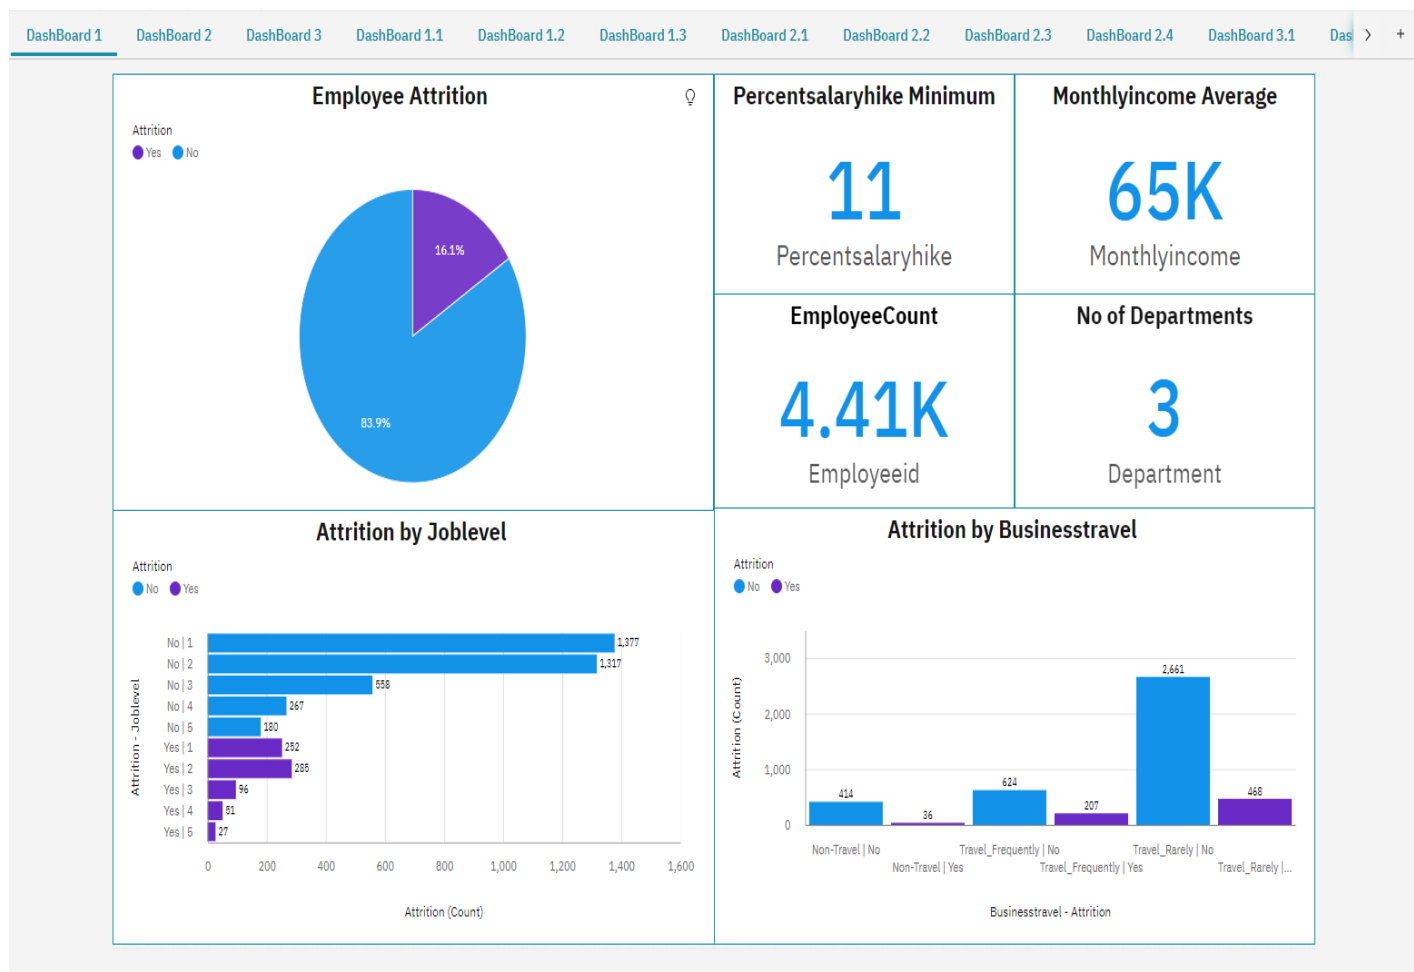 DashBoard 1 DashBoard 2 DashBoard 3 DashBoard 1.1 DashBoard 1.2 DashBoard 1.3 DashBoard 2.1 DashBoard 2.2 DashBoard 2.3 DashBoard 2.4 DashBoard 3.1 Das > +
Employee Attrition
Attrition
Yes No
16.1%
83.9%
Percentsalaryhike Minimum
11
Percentsalaryhike
Monthlyincome Average
65K
Monthlyincome
EmployeeCount
4.41K
Employeeid
No of Departments
3
Department
Attrition by Joblevel
Attrition
No Yes
Attrition - Joblevel
No | 1 1,377
No | 2 1,317
No | 3 558
No | 4 267
No | 5 180
Yes | 1 252
Yes | 2 285
Yes | 3 96
Yes | 4 51
Yes | 5 27
0 200 400 600 800 1,000 1,200 1,400 1,600
Attrition (Count)
Attrition by Businesstravel
Attrition
No Yes
Attrition (Count)
3,000
2,000
1,000
0
414 36 624 207 2,661 468
Non-Travel | No Travel_Frequently | No Travel_Rarely | No
Non-Travel | Yes Travel_Frequently | Yes Travel_Rarely |...
Businesstravel - Attrition